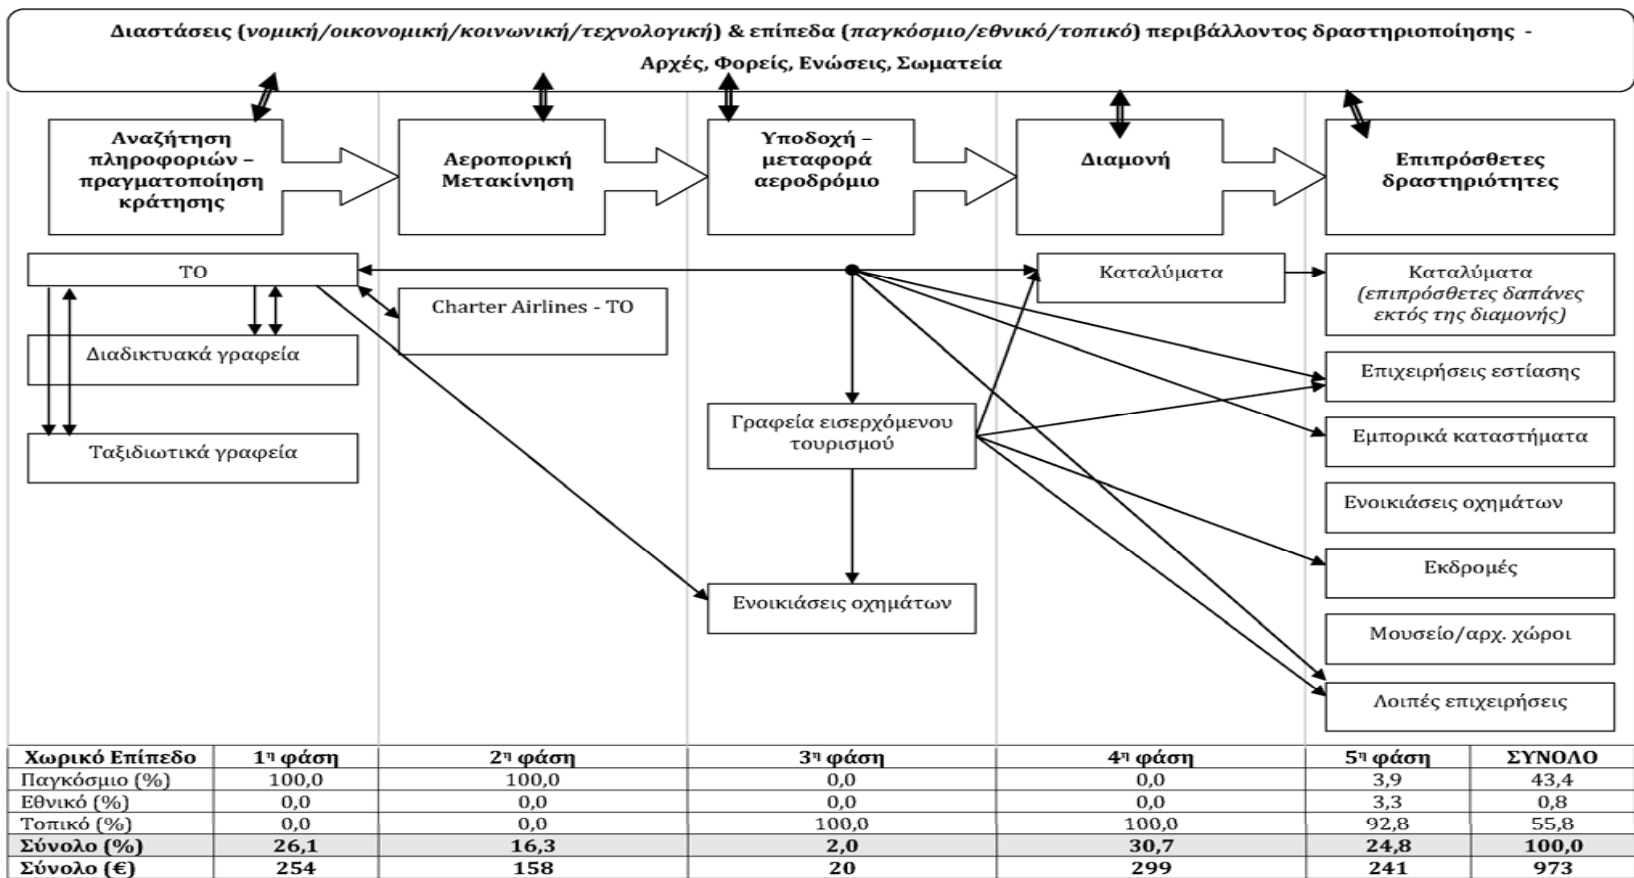 Διαστάσεις (νομική/οικονομική/κοινωνική/τεχνολογική) & επίπεδα (παγκόσμιο/εθνικό/τοπικό) περιβάλλοντος δραστηριοποίησης -
Αρχές, Φορείς, Ενώσεις, Σωματεία
Αναζήτηση
πληροφοριών –
πραγματοποίηση
κράτησης
Αεροπορική
Μετακίνηση
Υποδοχή –
μεταφορά
αεροδρόμιο
Διαμονή
Επιπρόσθετες
δραστηριότητες
ΤΟ
Διαδικτυακά γραφεία
Ταξιδιωτικά γραφεία
Charter Airlines - TO
Γραφεία εισερχόμενου
τουρισμού
Ενοικιάσεις οχημάτων
Καταλύματα
Καταλύματα
(επιπρόσθετες δαπάνες
εκτός της διαμονής)
Επιχειρήσεις εστίασης
Εμπορικά καταστήματα
Ενοικιάσεις οχημάτων
Εκδρομές
Μουσείο/αρχ. χώροι
Λοιπές επιχειρήσεις
Χωρικό Επίπεδο 1η φάση 2η φάση 3η φάση 4η φάση 5η φάση ΣΥΝΟΛΟ
Παγκόσμιο (%) 100,0 100,0 0,0 0,0 3,9 43,4
Εθνικό (%) 0,0 0,0 0,0 0,0 3,3 0,8
Τοπικό (%) 0,0 0,0 100,0 100,0 92,8 55,8
Σύνολο (%) 26,1 16,3 2,0 30,7 24,8 100,0
Σύνολο (€) 254 158 20 299 241 973